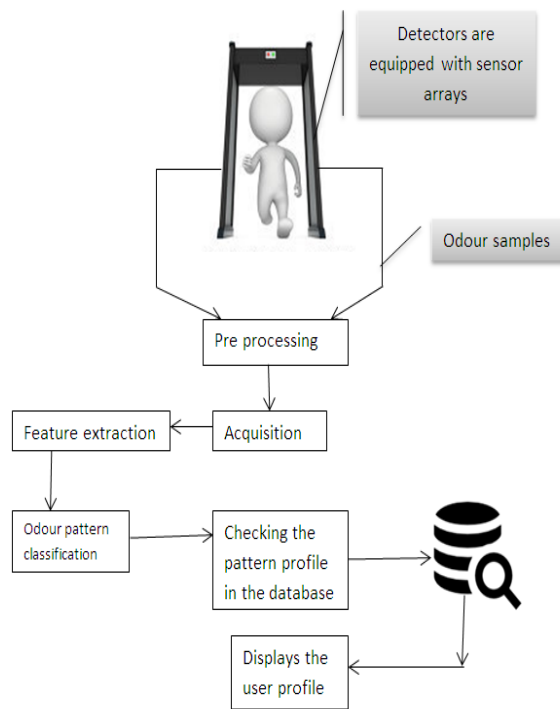 Detectors are
equipped with sensor
arrays
Odour samples
Pre processing
Feature extraction
Acquisition
Odour pattern
classification
Checking the
pattern profile
in the database
Displays the
user profile